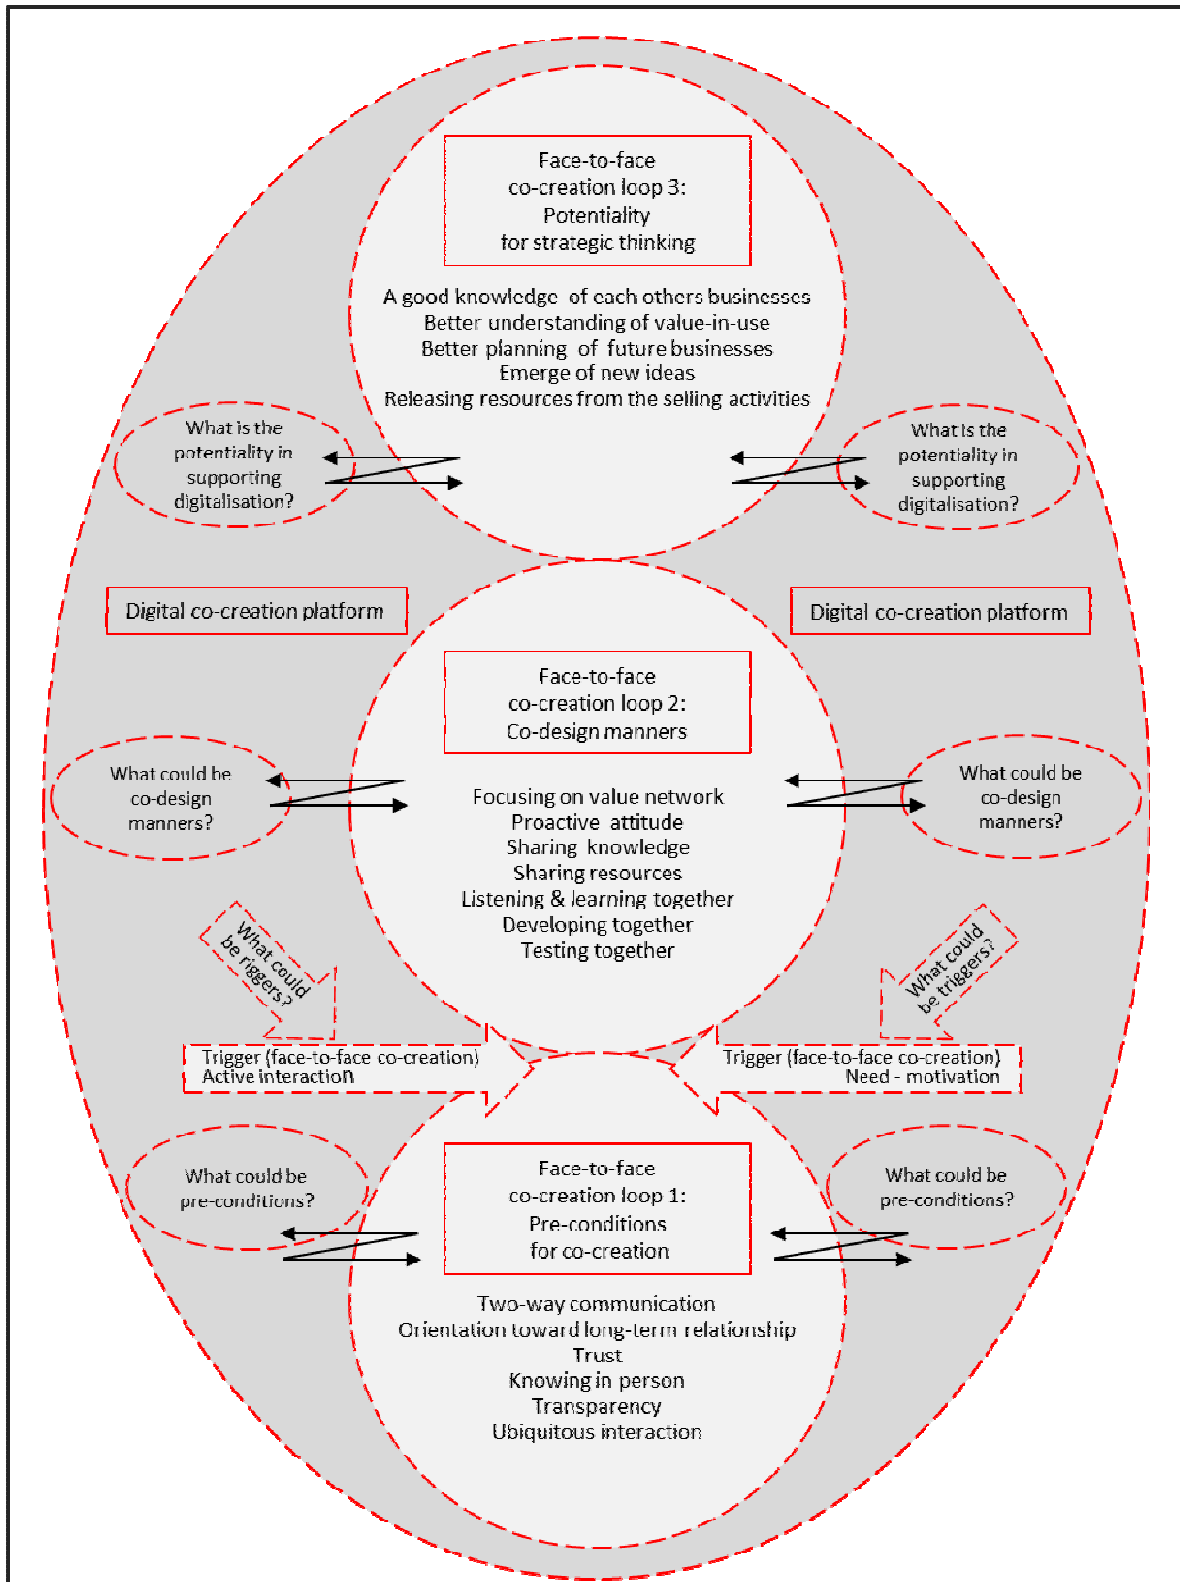 Face-to-face
co-creation loop 3:
Potentiality
for strategic thinking
A good knowledge of each others businesses
Better understanding of value-in-use
Better planning of future businesses
Emerge of new ideas
Releasing resources from the selling activities
What is the
potentiality in
supporting
digitalisation?
What is the
potentiality in
supporting
digitalisation?
Digital co-creation platform
Digital co-creation platform
Face-to-face
co-creation loop 2:
Co-design manners
What could be
co-design
manners?
What could be
co-design
manners?
Focusing on value network
Proactive attitude
Sharing knowledge
Sharing resources
Listening & learning together
Developing together
Testing together
What could
be riggers?
What could
be triggers?
Trigger (face-to-face co-creation)
Active interaction
Trigger (face-to-face co-creation)
Need - motivation
What could be
pre-conditions?
What could be
pre-conditions?
Face-to-face
co-creation loop 1:
Pre-conditions
for co-creation
Two-way communication
Orientation toward long-term relationship
Trust
Knowing in person
Transparency
Ubiquitous interaction